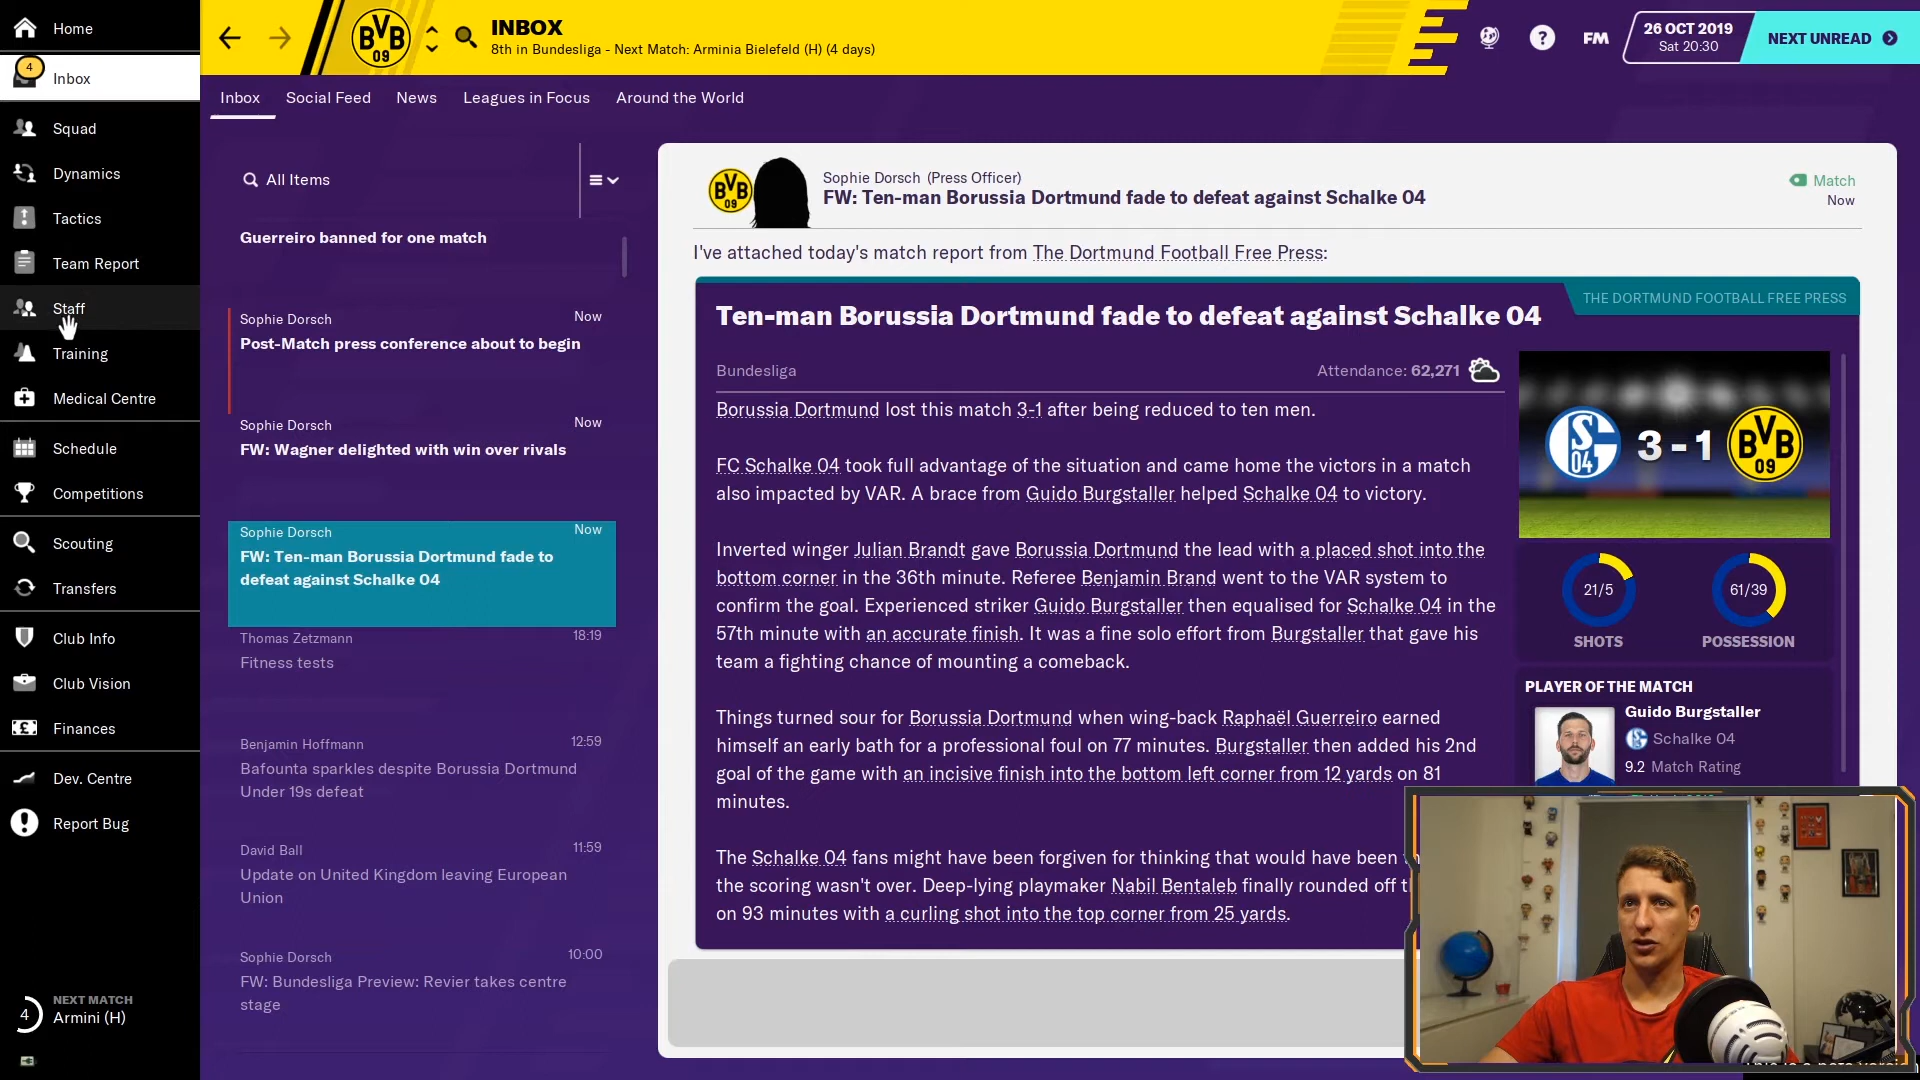 Home
4
Inbox
Squad
Dynamics
Tactics
Team Report
Staff
Training
Medical Centre
Schedule
Competitions
Scouting
Transfers
Club Info
Club Vision
Finances
Dev. Centre
Report Bug
4
NEXT MATCH
Armini (H)
BVB
09
INBOX
8th in Bundesliga - Next Match: Arminia Bielefeld (H) (4 days)
?
FM
26 OCT 2019
Sat 20:30
NEXT UNREAD
Inbox
Social Feed
News
Leagues in Focus
Around the World
All Items
Guerreiro banned for one match
Sophie Dorsch
Now
Post-Match press conference about to begin
Sophie Dorsch
Now
FW: Wagner delighted with win over rivals
Sophie Dorsch
Now
FW: Ten-man Borussia Dortmund fade to
defeat against Schalke 04
Thomas Zetzmann
18:19
Fitness tests
Benjamin Hoffmann
12:59
Bafounta sparkles despite Borussia Dortmund
Under 19s defeat
David Ball
11:59
Update on United Kingdom leaving European
Union
Sophie Dorsch
10:00
FW: Bundesliga Preview: Revier takes centre
stage
BVB
09
Sophie Dorsch (Press Officer)
FW: Ten-man Borussia Dortmund fade to defeat against Schalke 04
Match
Now
I've attached today's match report from The Dortmund Football Free Press:
THE DORTMUND FOOTBALL FREE PRESS
Ten-man Borussia Dortmund fade to defeat against Schalke 04
Bundesliga
Attendance: 62,271
Borussia Dortmund lost this match 3-1 after being reduced to ten men.
FC Schalke 04 took full advantage of the situation and came home the victors in a match
also impacted by VAR. A brace from Guido Burgstaller helped Schalke 04 to victory.
Inverted winger Julian Brandt gave Borussia Dortmund the lead with a placed shot into the
bottom corner in the 36th minute. Referee Benjamin Brand went to the VAR system to
confirm the goal. Experienced striker Guido Burgstaller then equalised for Schalke 04 in the
57th minute with an accurate finish. It was a fine solo effort from Burgstaller that gave his
team a fighting chance of mounting a comeback.
Things turned sour for Borussia Dortmund when wing-back Raphaël Guerreiro earned
himself an early bath for a professional foul on 77 minutes. Burgstaller then added his 2nd
goal of the game with an incisive finish into the bottom left corner from 12 yards on 81
minutes.
The Schalke 04 fans might have been forgiven for thinking that would have been
the scoring wasn't over. Deep-lying playmaker Nabil Bentaleb finally rounded off
on 93 minutes with a curling shot into the top corner from 25 yards.
S
04
3 - 1
BVB
09
21/5
SHOTS
61/39
POSSESSION
PLAYER OF THE MATCH
Guido Burgstaller
Schalke 04
9.2 Match Rating